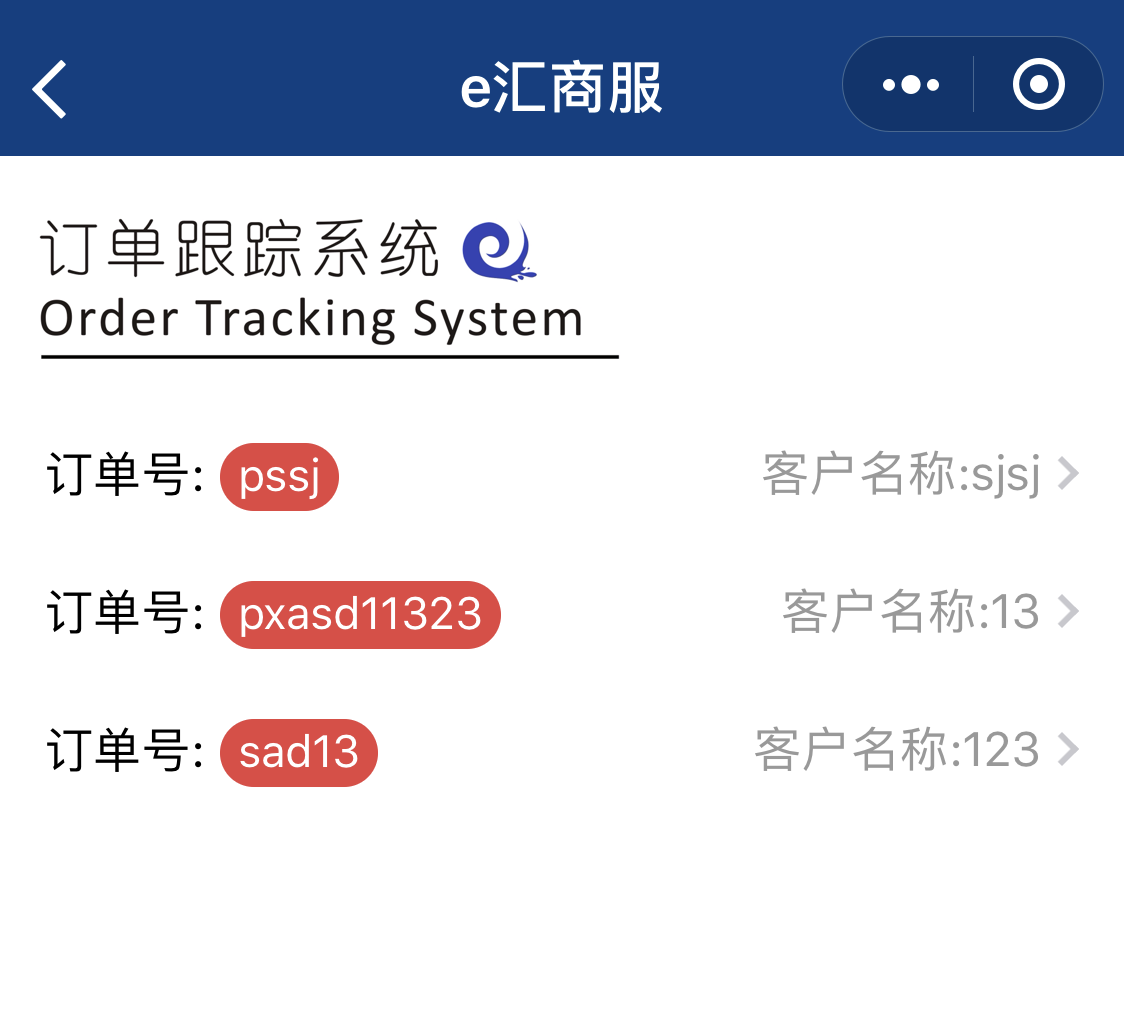 e汇商服
订单跟踪系统
Order Tracking System
订单号: pssj 客户名称:sjsj
订单号: pxasd11323 客户名称:13
订单号: sad13 客户名称:123